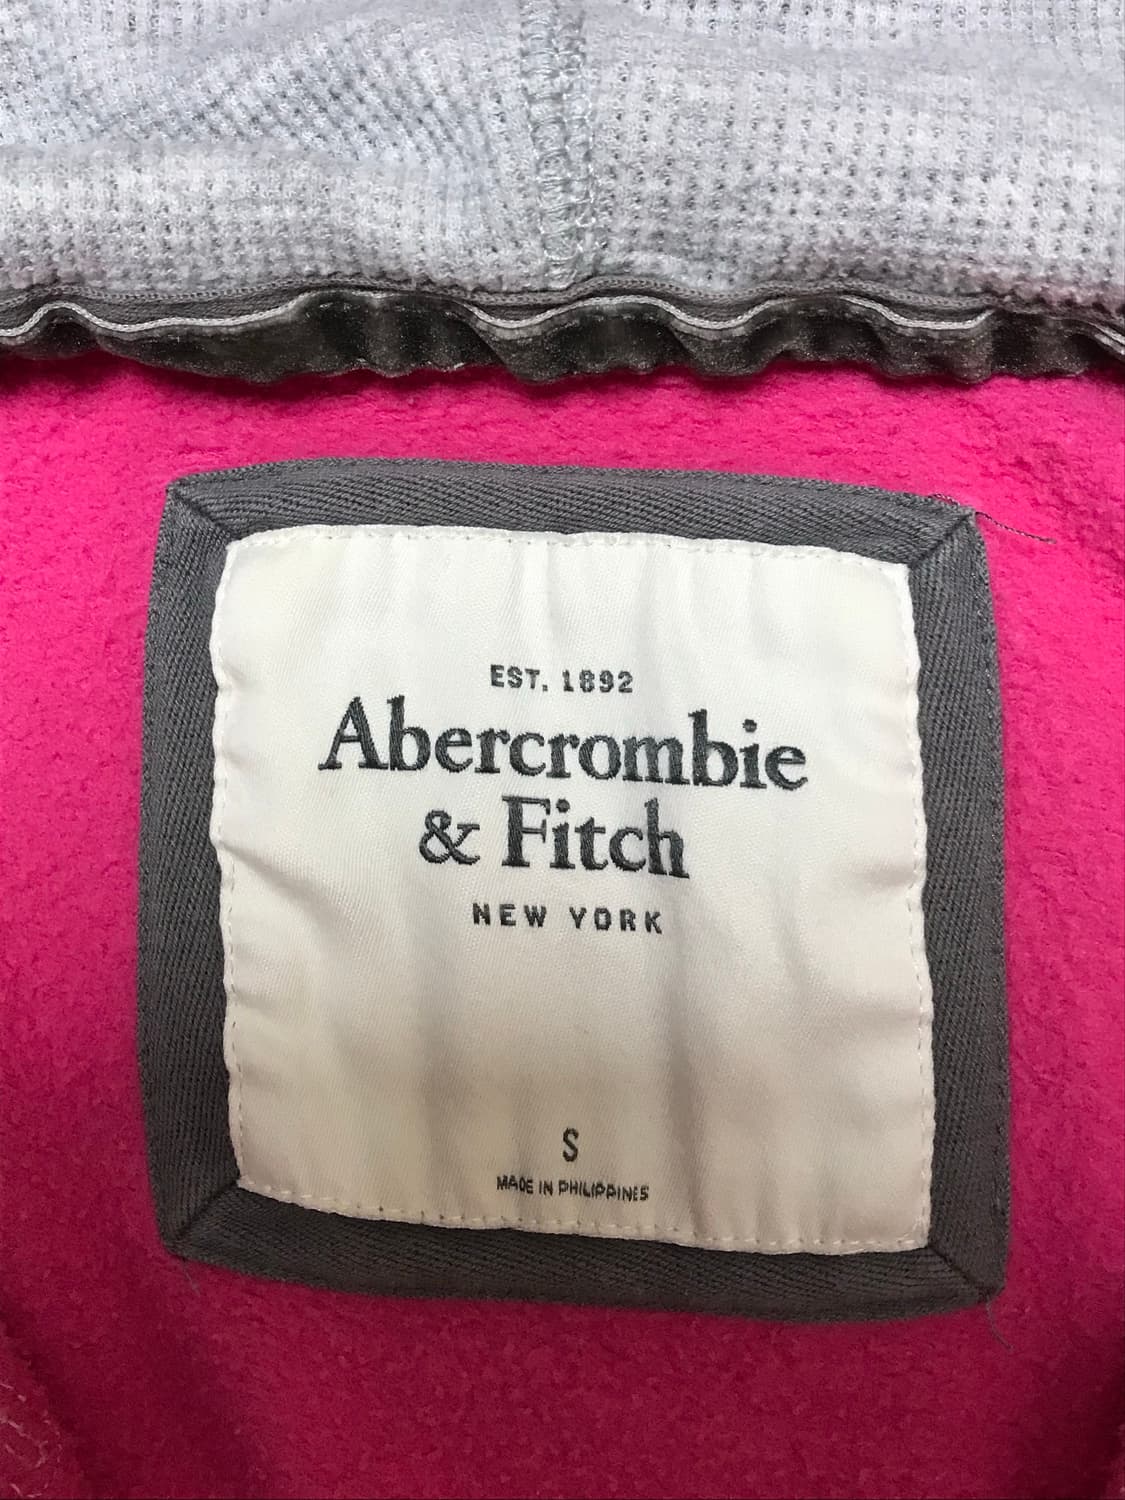 EST. 1892
Abercrombie
& Fitch
NEW YORK
S
MADE IN PHILIPPINES